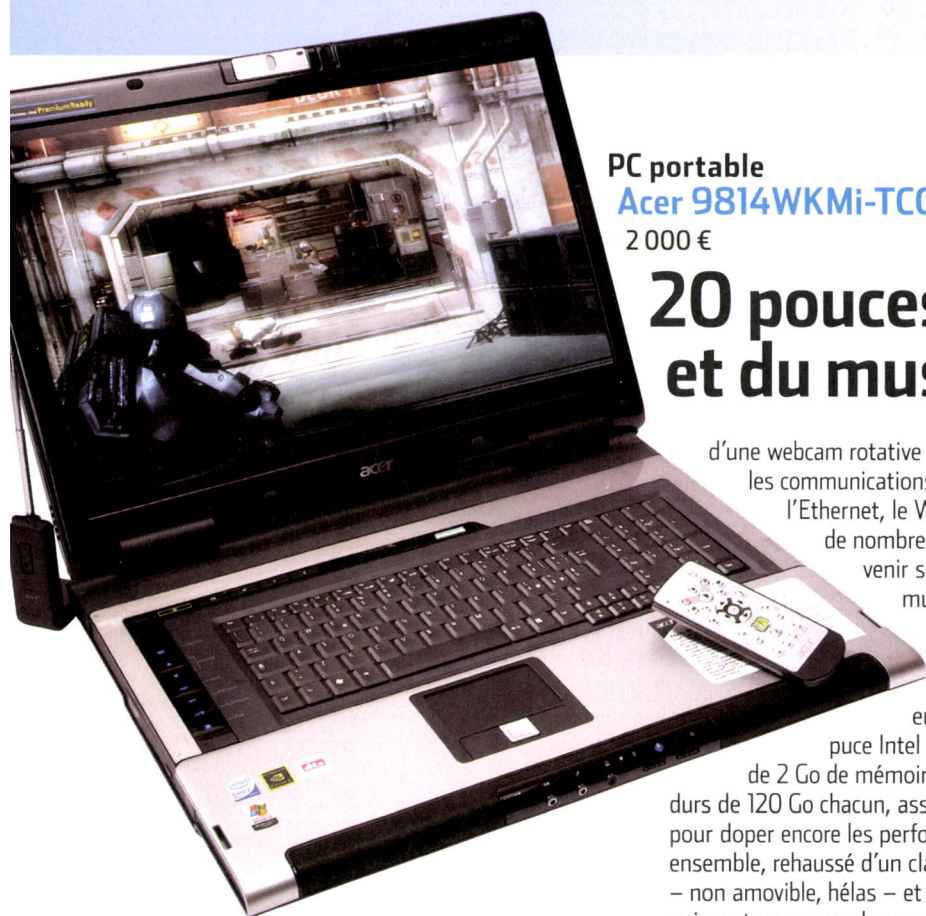 PremiumReady
acer
PC portable
Acer 9814WKMi-TCO
2 000 €
20 pouces
et du mus
d'une webcam rotative
les communications
l'Ethernet, le W
de nombre
venir s
mu
e
puce Intel
de 2 Go de mémoir
durs de 120 Go chacun, ass
pour doper encore les perfo
ensemble, rehaussé d'un cla
– non amovible, hélas – et